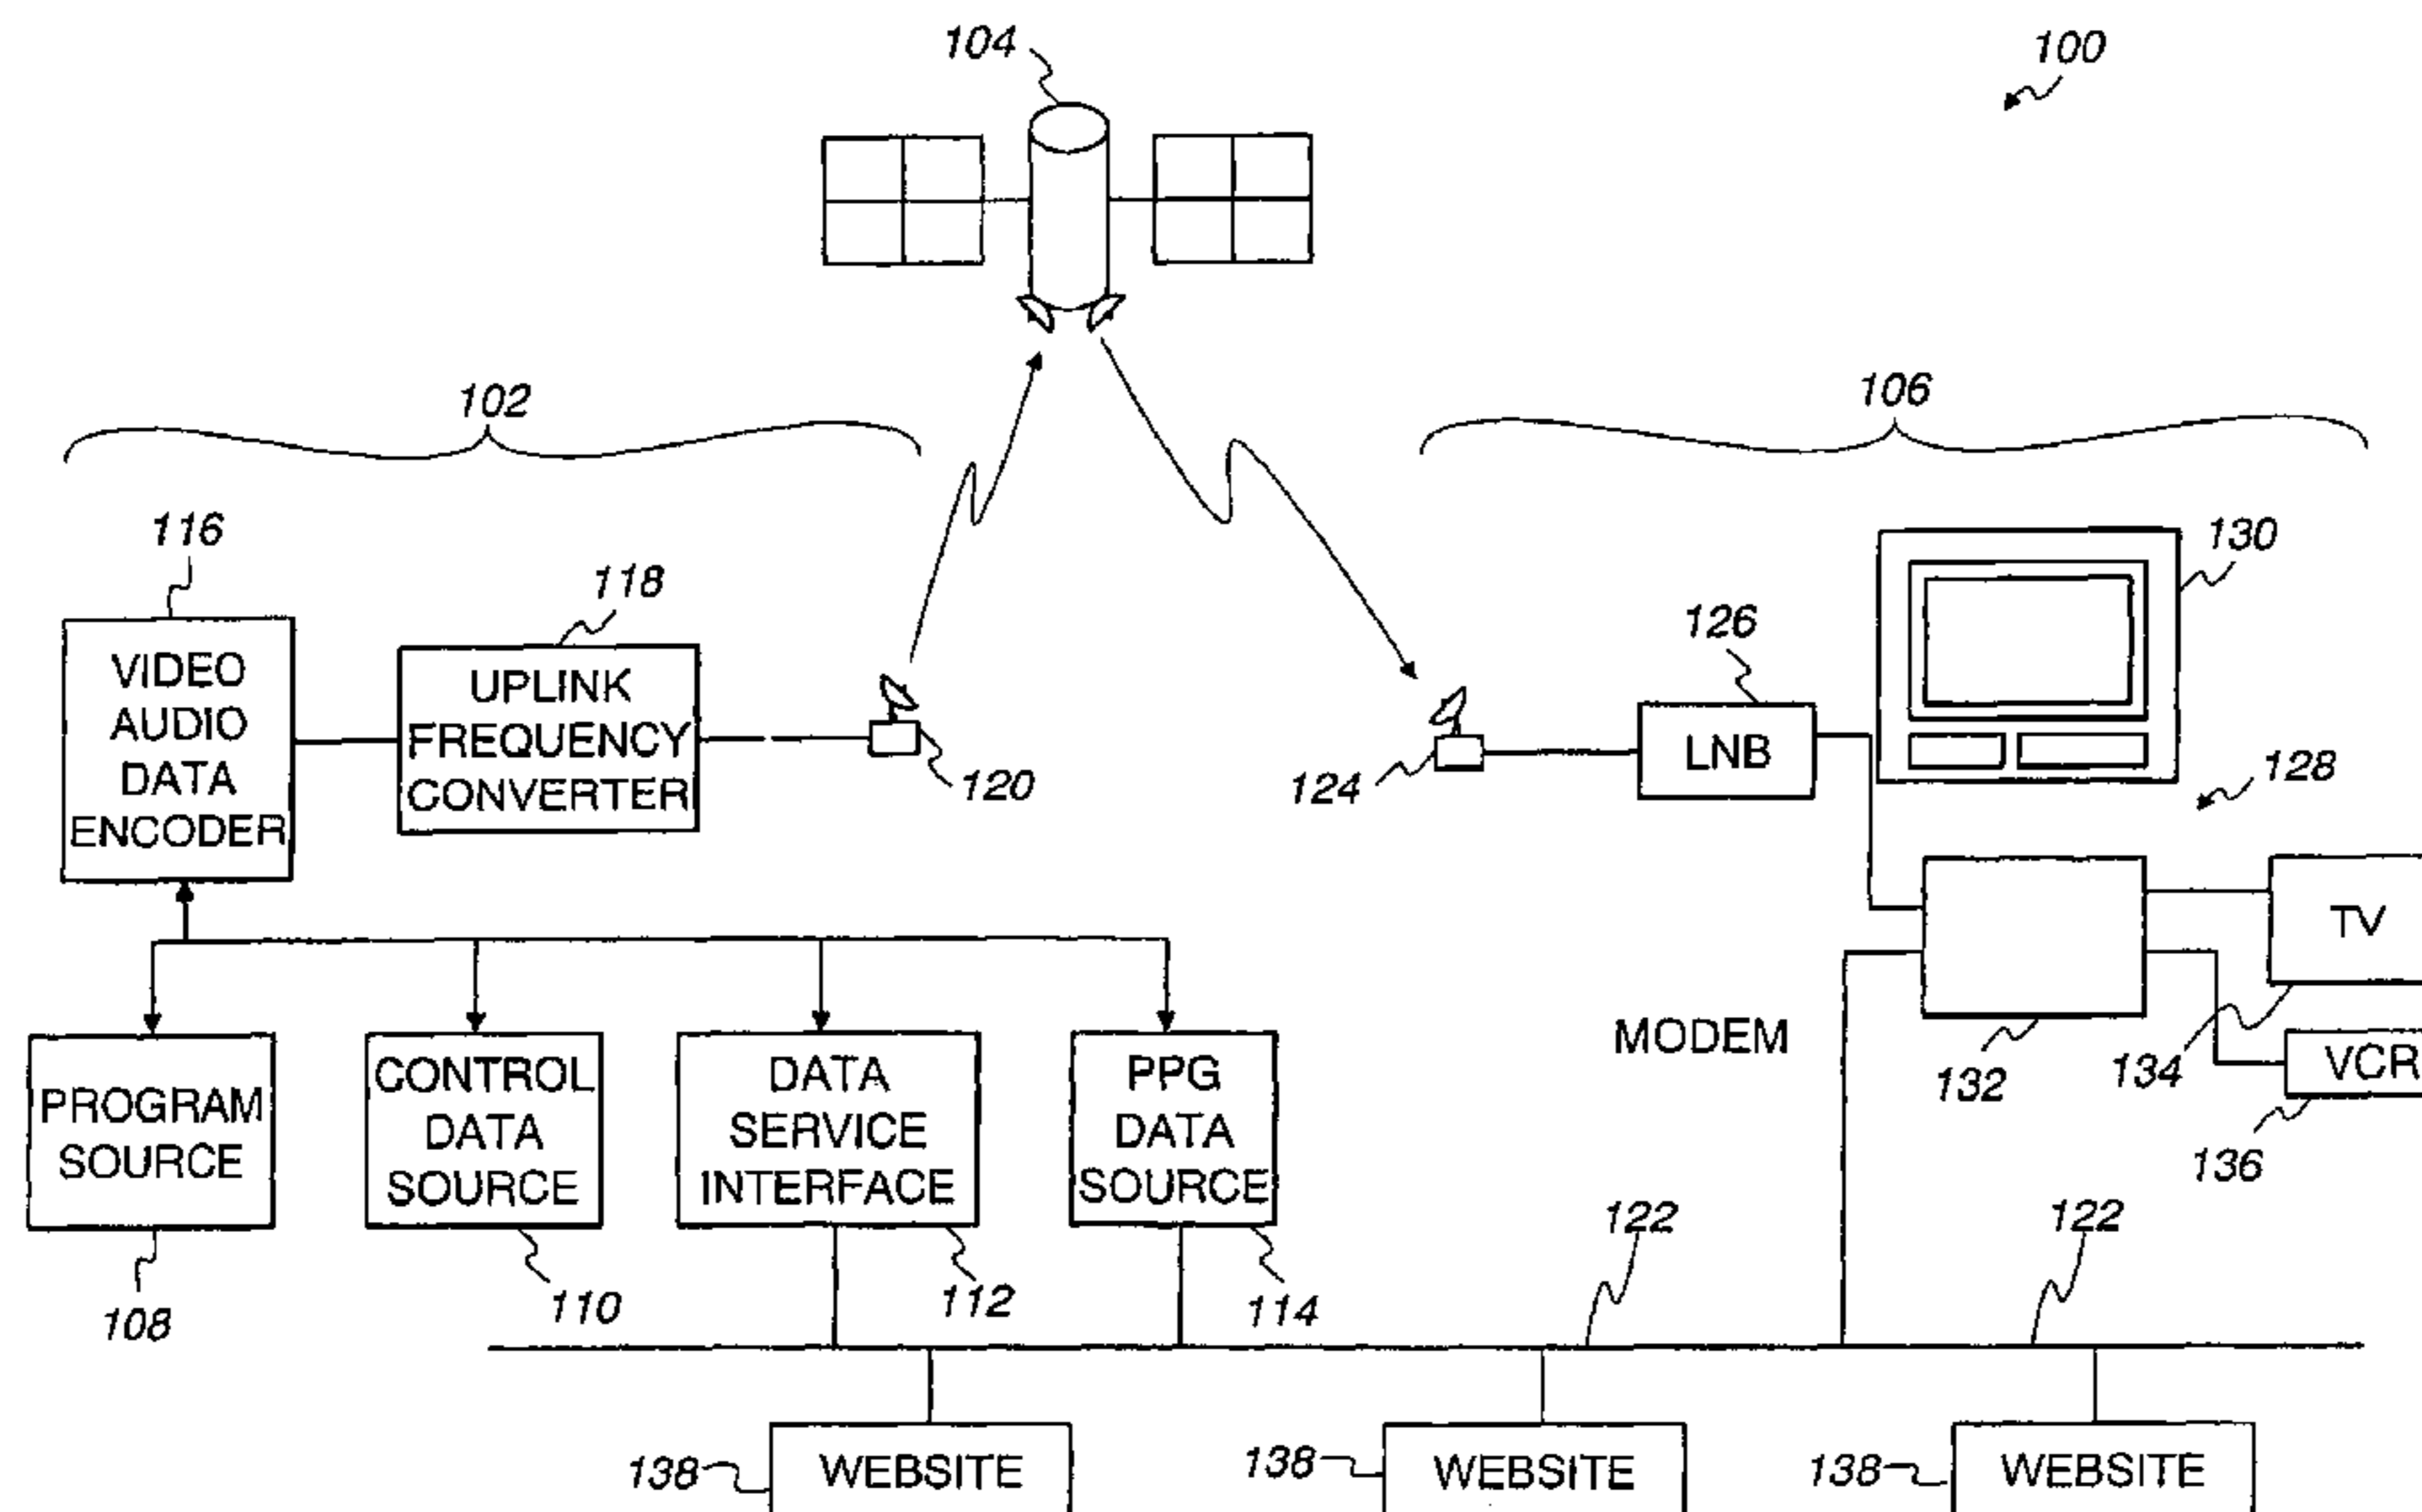 104
100
102
106
116
118
130
126
VIDEO
AUDIO
DATA
ENCODER
UPLINK
FREQUENCY
CONVERTER
120
124
LNB
128
TV
MODEM
132
134
VCR
136
PROGRAM
SOURCE
CONTROL
DATA
SOURCE
DATA
SERVICE
INTERFACE
PPG
DATA
SOURCE
108
110
112
114
122
122
138
WEBSITE
138
WEBSITE
138
WEBSITE